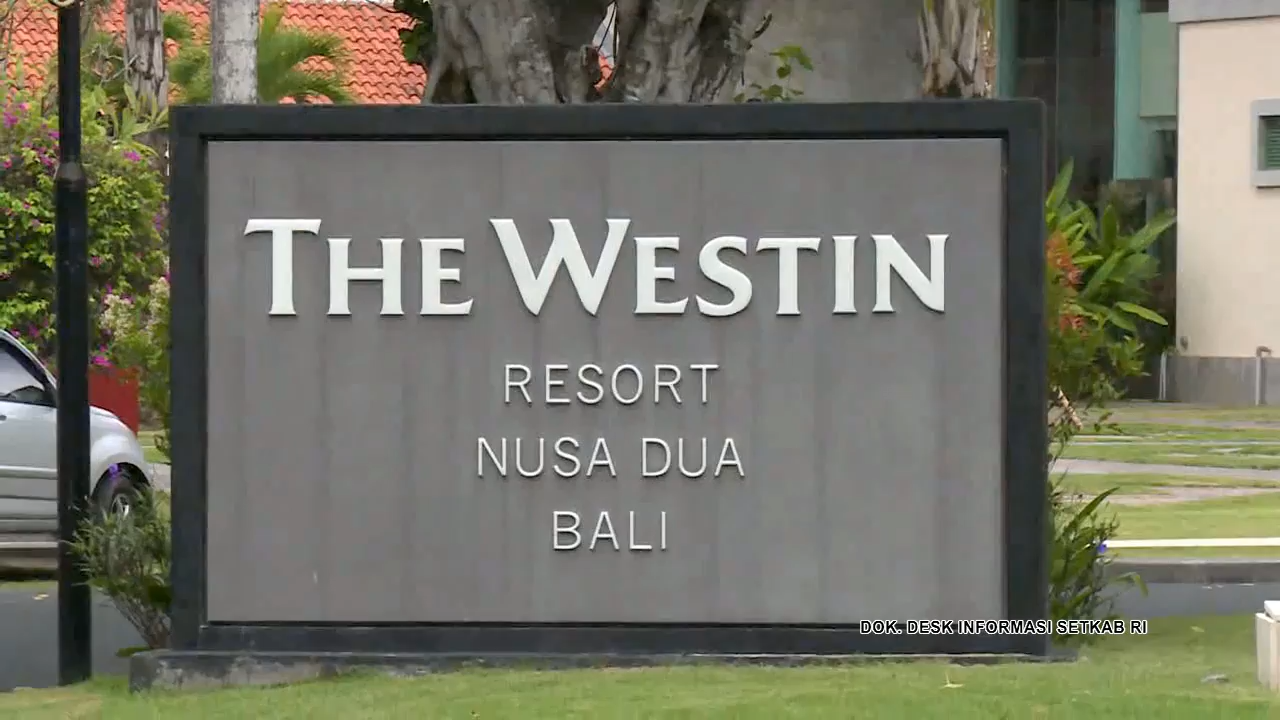 THE WESTIN
RESORT
NUSA DUA
BALI
DOK. DESK INFORMASI SETKAB RI